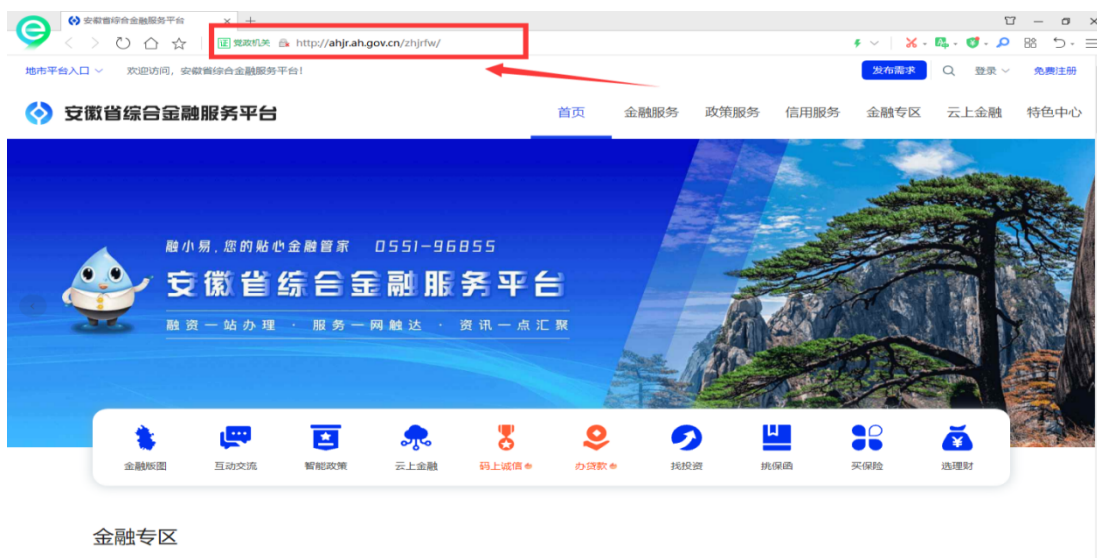 安徽省综合金融服务平台
证 党政机关 http://ahjr.ah.gov.cn/zhjrfw/
地市平台入口 欢迎访问，安徽省综合金融服务平台! 发布需求 登录 免费注册
安徽省综合金融服务平台 首页 金融服务 政策服务 信用服务 金融专区 云上金融 特色中心
融小易,您的贴心金融管家 0551-96855
安徽省综合金融服务平台
融资一站办理 · 服务一网触达 · 资讯一点汇聚
金融版图 互动交流 智能政策 云上金融 码上诚信 办贷款 找投资 挑保函 买保险 选理财
金融专区